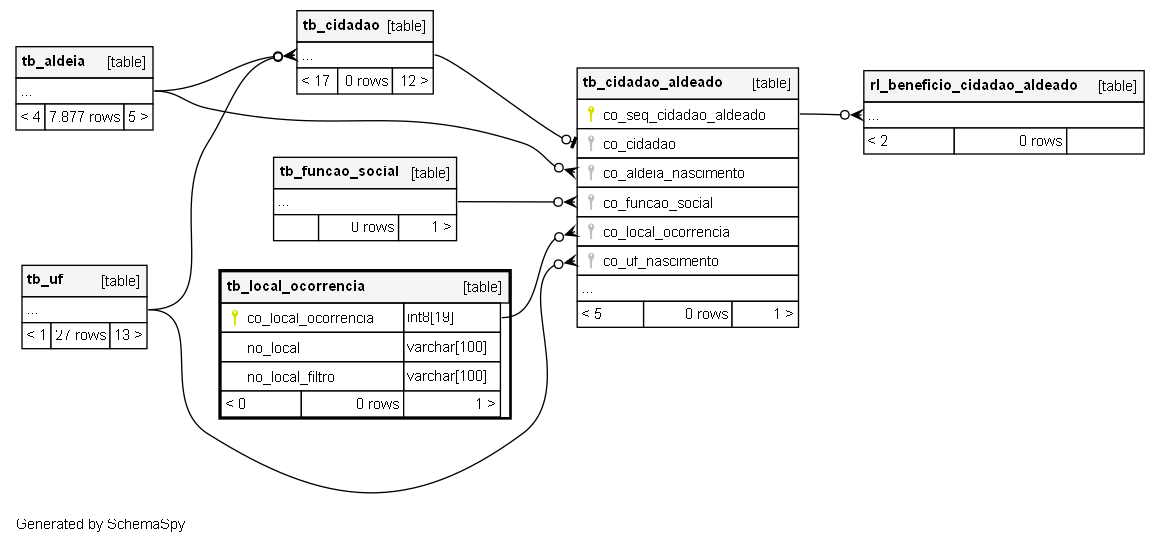 tb_cidadao [table]
...
< 17 0 rows 12 >
tb_aldeia [table]
...
< 4 7.877 rows 5 >
tb_cidadao_aldeado [table]
co_seq_cidadao_aldeado
co_cidadao
co_aldeia_nascimento
co_funcao_social
co_local_ocorrencia
co_uf_nascimento
...
< 5 0 rows 1 >
rl_beneficio_cidadao_aldeado [table]
...
< 2 0 rows
tb_funcao_social [table]
...
0 rows 1 >
tb_uf [table]
...
< 1 27 rows 13 >
tb_local_ocorrencia [table]
co_local_ocorrencia int8[19]
no_local varchar[100]
no_local_filtro varchar[100]
< 0 0 rows 1 >
Generated by SchemaSpy